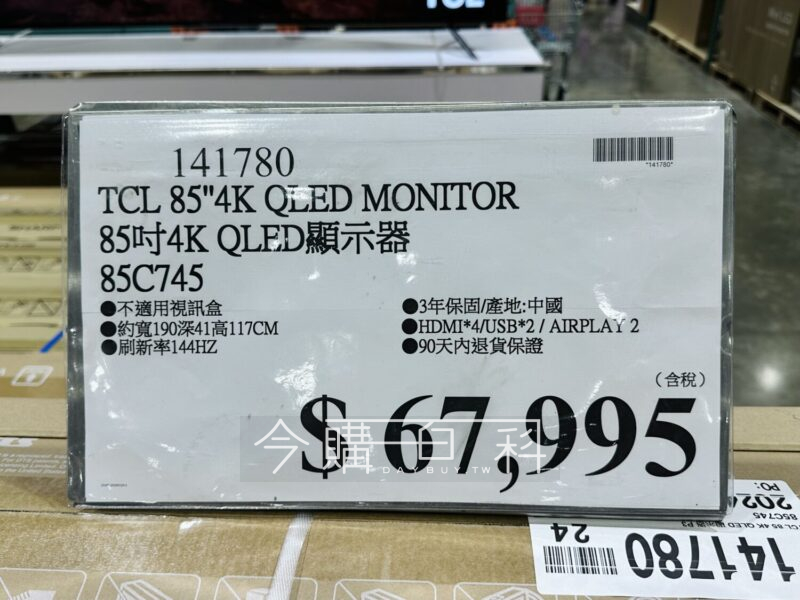 TCL
141780
*141780*
TCL 85"4K QLED MONITOR
85吋4K QLED顯示器
85C745
●不適用視訊盒
●約寬190深41高117CM
●刷新率144HZ
●3年保固/產地:中國
●HDMI*4/USB*2 / AIRPLAY 2
●90天內退貨保證
(含稅)
$ 67,995
今購百科
DAYBUY.TW
141780
24
85C745
PO: